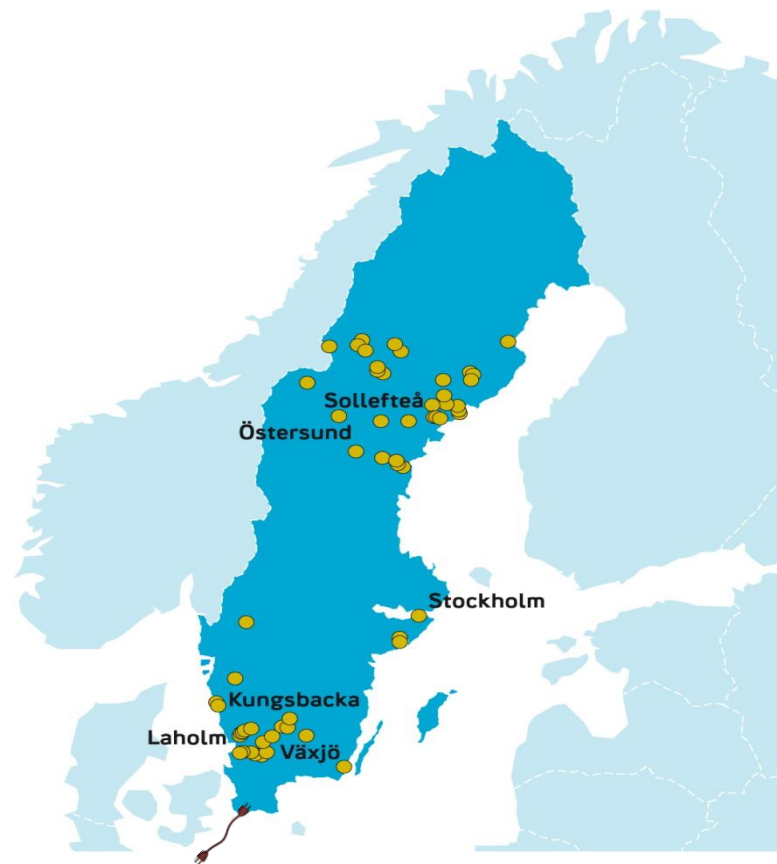 Sollefteå
Östersund
Stockholm
Kungsbacka
Laholm
Växjö